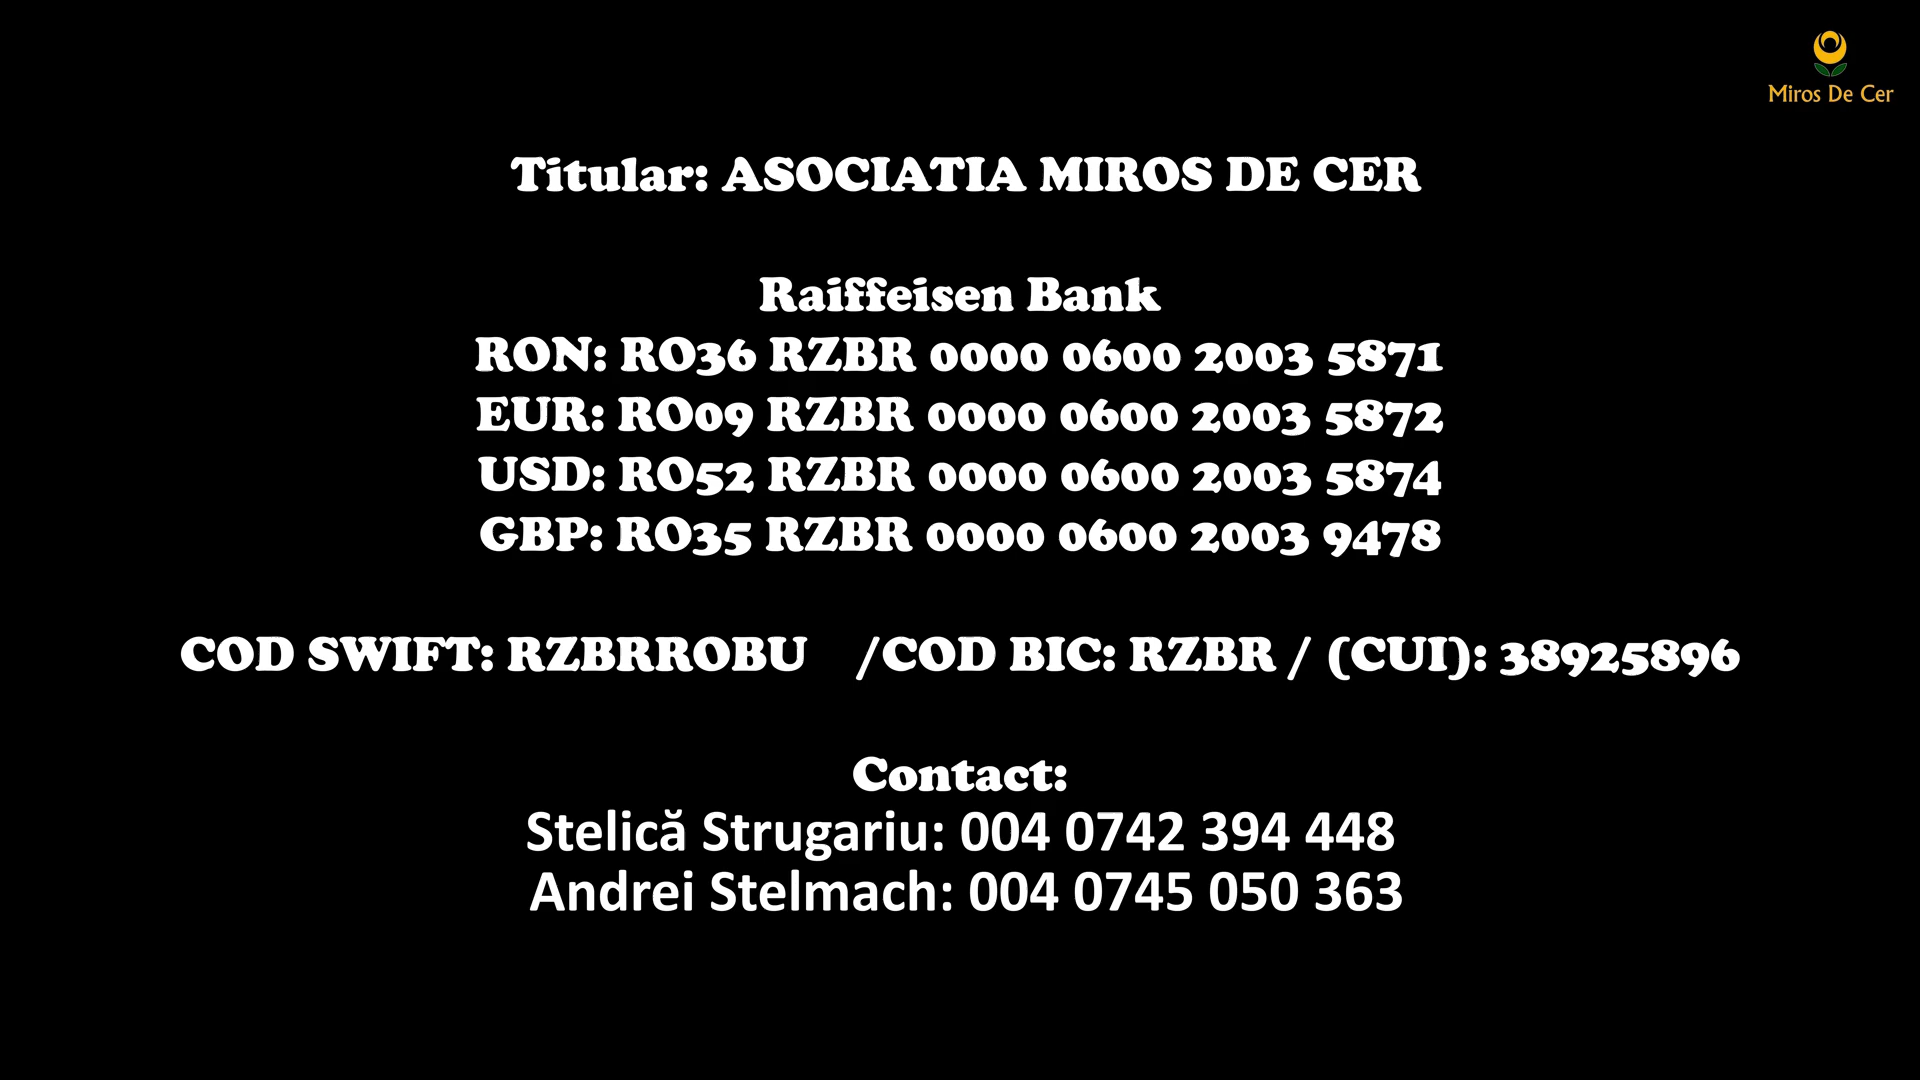 Miros De Cer
Titular: ASOCIATIA MIROS DE CER
Raiffeisen Bank
RON: RO36 RZBR 0000 0600 2003 5871
EUR: RO09 RZBR 0000 0600 2003 5872
USD: RO52 RZBR 0000 0600 2003 5874
GBP: RO35 RZBR 0000 0600 2003 9478
COD SWIFT: RZBRROBU /COD BIC: RZBR / (CUI): 38925896
Contact:
Stelică Strugariu: 004 0742 394 448
Andrei Stelmach: 004 0745 050 363